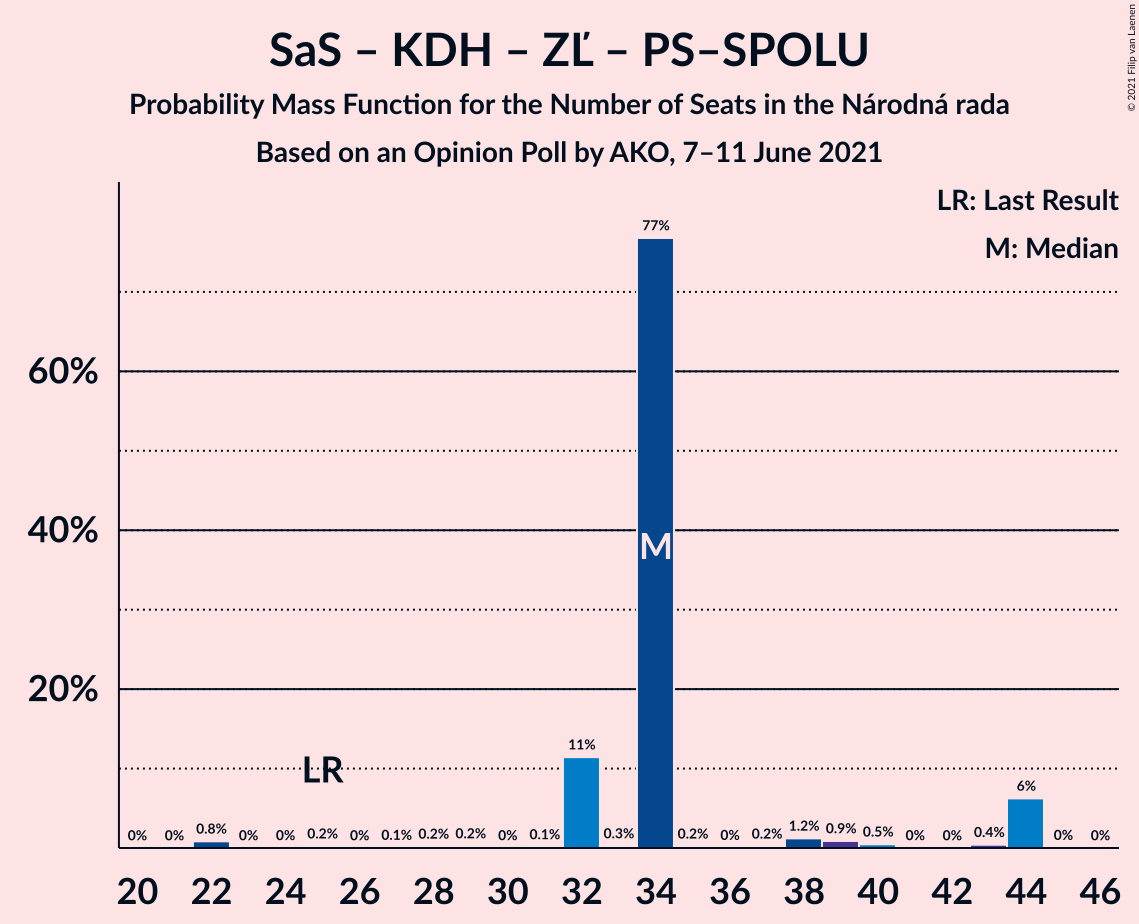 SaS – KDH – ZĽ – PS–SPOLU
Probability Mass Function for the Number of Seats in the Národná rada
Based on an Opinion Poll by AKO, 7–11 June 2021
© 2021 Filip van Laenen
LR: Last Result
M: Median
60%
40%
20%
77%
M
11%
LR
6%
0% 0% 0.8% 0% 0% 0.2% 0% 0.1% 0.2% 0.2% 0% 0.1% 0.3% 0.2% 0% 0.2% 1.2% 0.9% 0.5% 0% 0% 0.4% 0% 0%
20 22 24 26 28 30 32 34 36 38 40 42 44 46